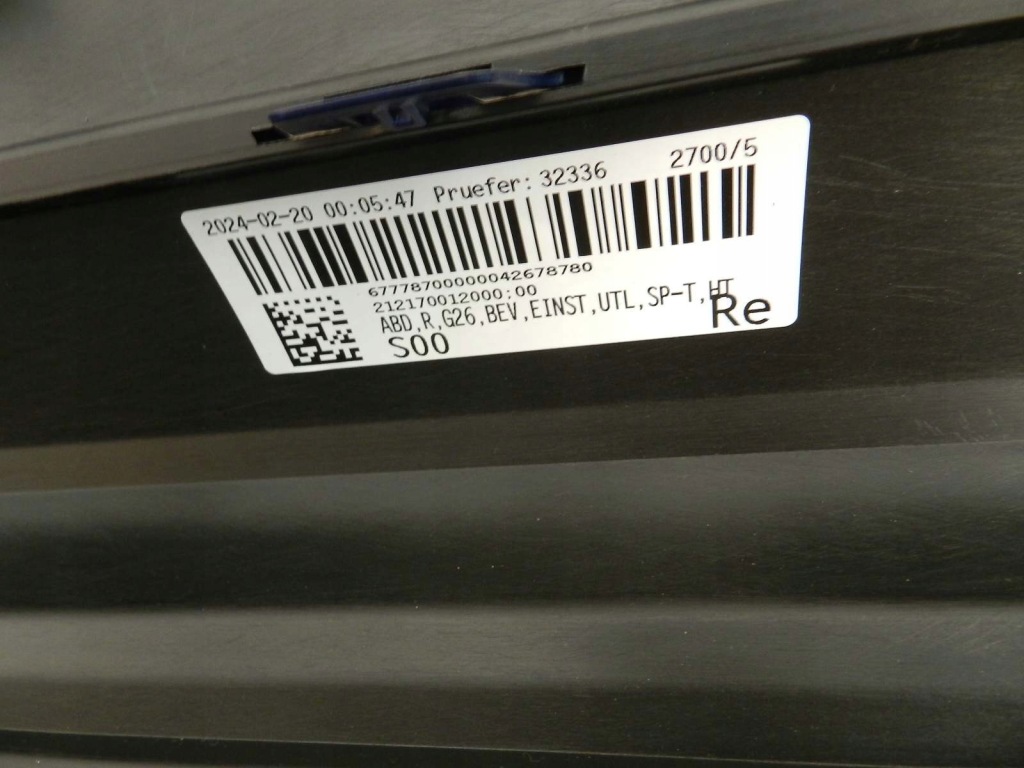 2024-02-20 00:05:47 Pruefer: 32336 2700/5
67778700000042678780
212170012000:00
ABD,R,G26,BEV,EINST,UTL,SP-T,HT
S00 Re